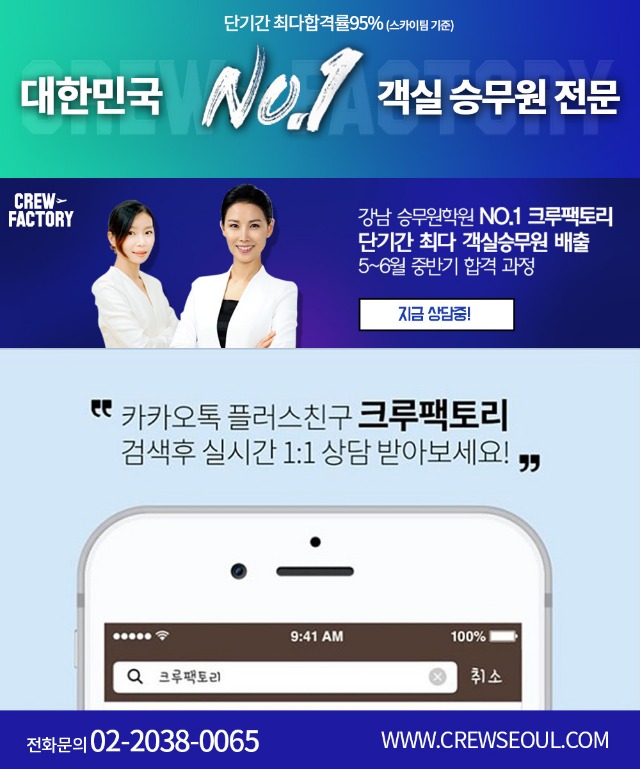 단기간 최다합격률95% (스카이팀 기준)
CREW FACTORY
대한민국 No.1 객실 승무원 전문
CREW
FACTORY
강남 승무원학원 NO.1 크루팩토리
단기간 최다 객실승무원 배출
5~6월 중반기 합격 과정
지금 상담중!
카카오톡 플러스친구 크루팩토리
검색후 실시간 1:1 상담 받아보세요!
9:41 AM 100%
크루팩토리 취소
전화문의 02-2038-0065 WWW.CREWSEOUL.COM